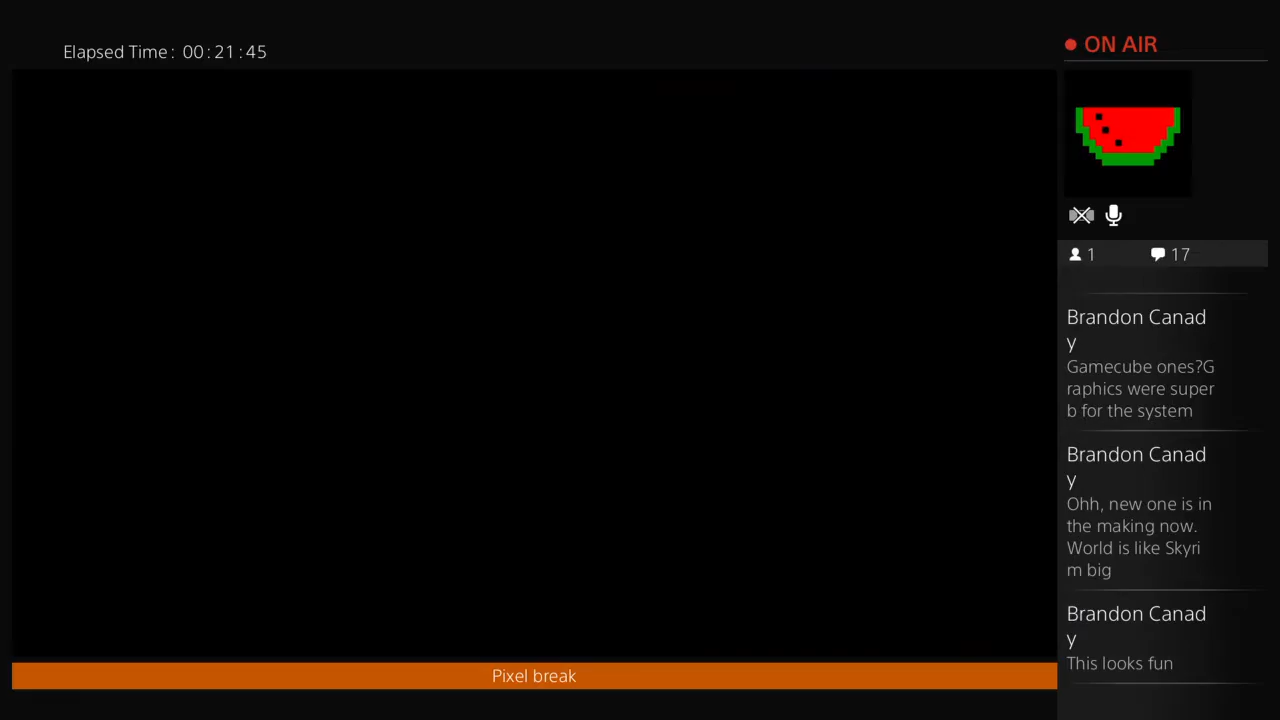 Elapsed Time: 00:21:45
ON AIR
1 17
Brandon Canad
y
Gamecube ones?G
raphics were super
b for the system
Brandon Canad
y
Ohh, new one is in
the making now.
World is like Skyri
m big
Brandon Canad
y
This looks fun
Pixel break